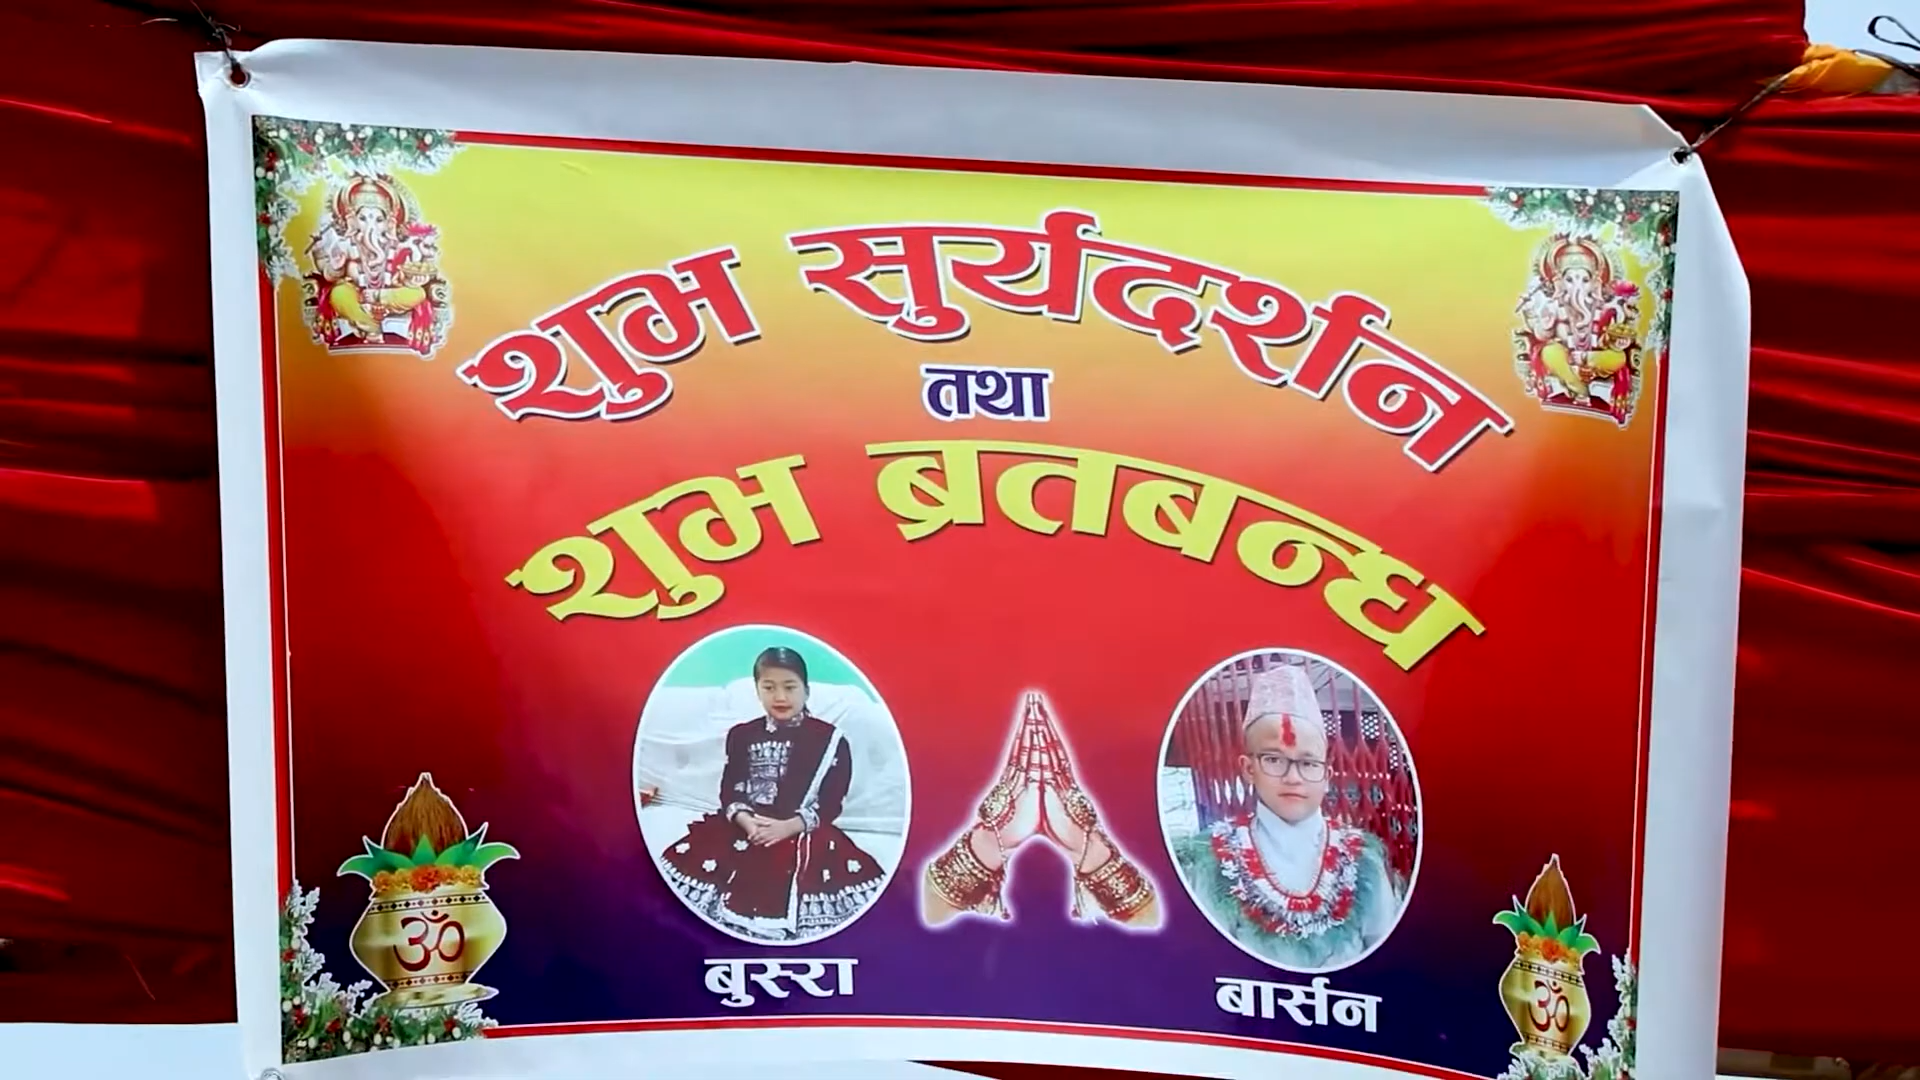 शुभ सुर्यदर्शन
तथा
शुभ ब्रतबन्ध
बुस्रा
बार्सन
ॐ
ॐ